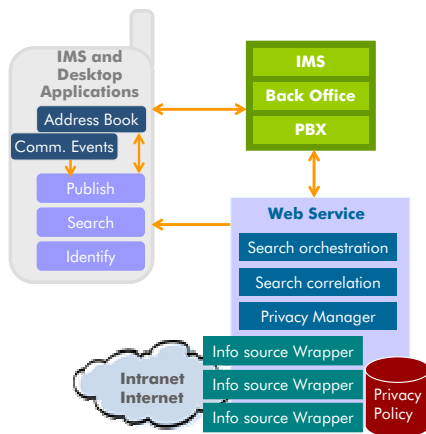 IMS and
Desktop
Applications
Address Book
Comm. Events
Publish
Search
Identify
IMS
Back Office
PBX
Web Service
Search orchestration
Search correlation
Privacy Manager
Info source Wrapper
Info source Wrapper
Info source Wrapper
Intranet
Internet
Privacy
Policy